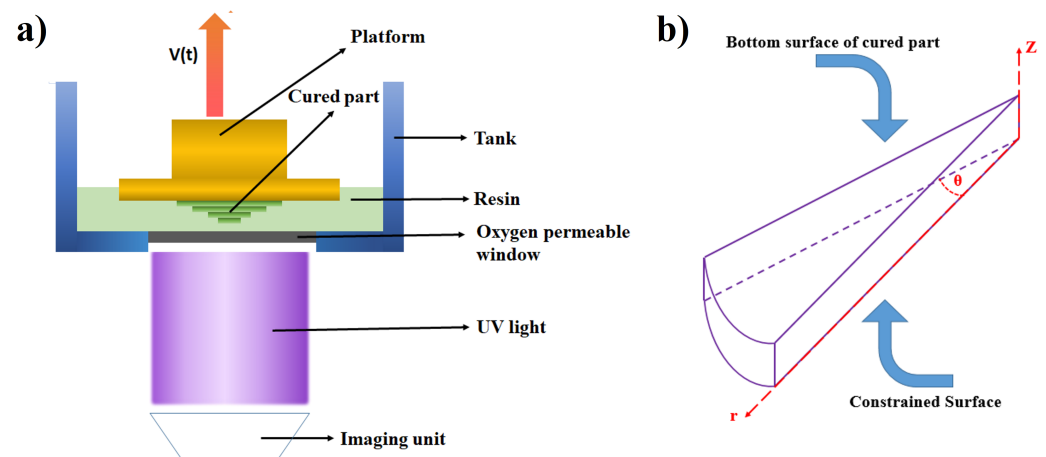 a)
V(t)
Platform
Cured part
Tank
Resin
Oxygen permeable
window
UV light
Imaging unit
b)
Bottom surface of cured part
Z
θ
Constrained Surface
r